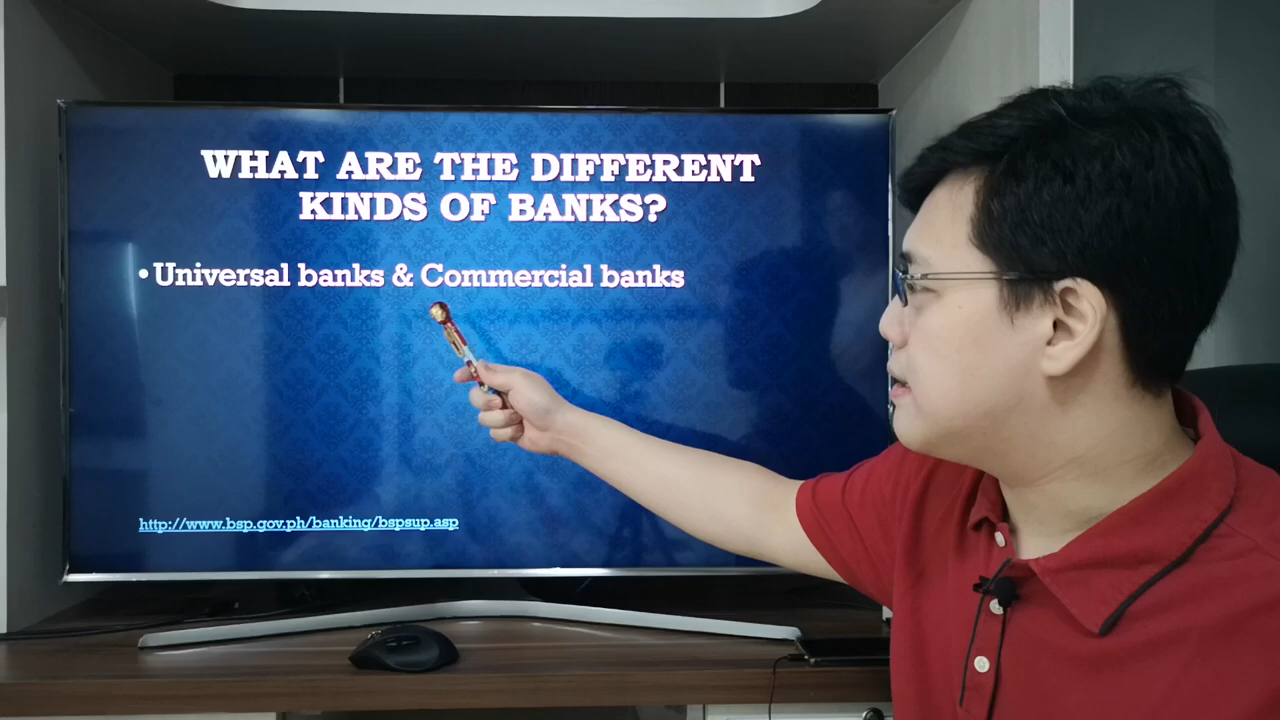 WHAT ARE THE DIFFERENT
KINDS OF BANKS?
• Universal banks & Commercial banks
http://www.bsp.gov.ph/banking/bspsup.asp